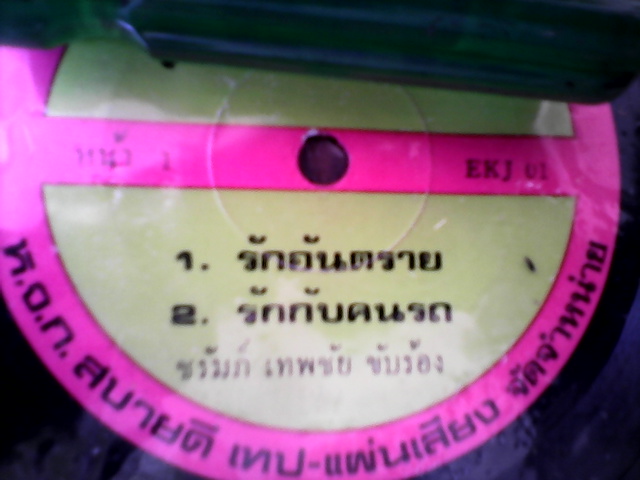 หน้า 1
EKJ 01
1. รักอันตราย
2. รักกับคนรถ
ชรัมภ์ เทพชัย ขับร้อง
ห.จ.ก. สบายดี เทป-แผ่นเสียง จัดจำหน่าย